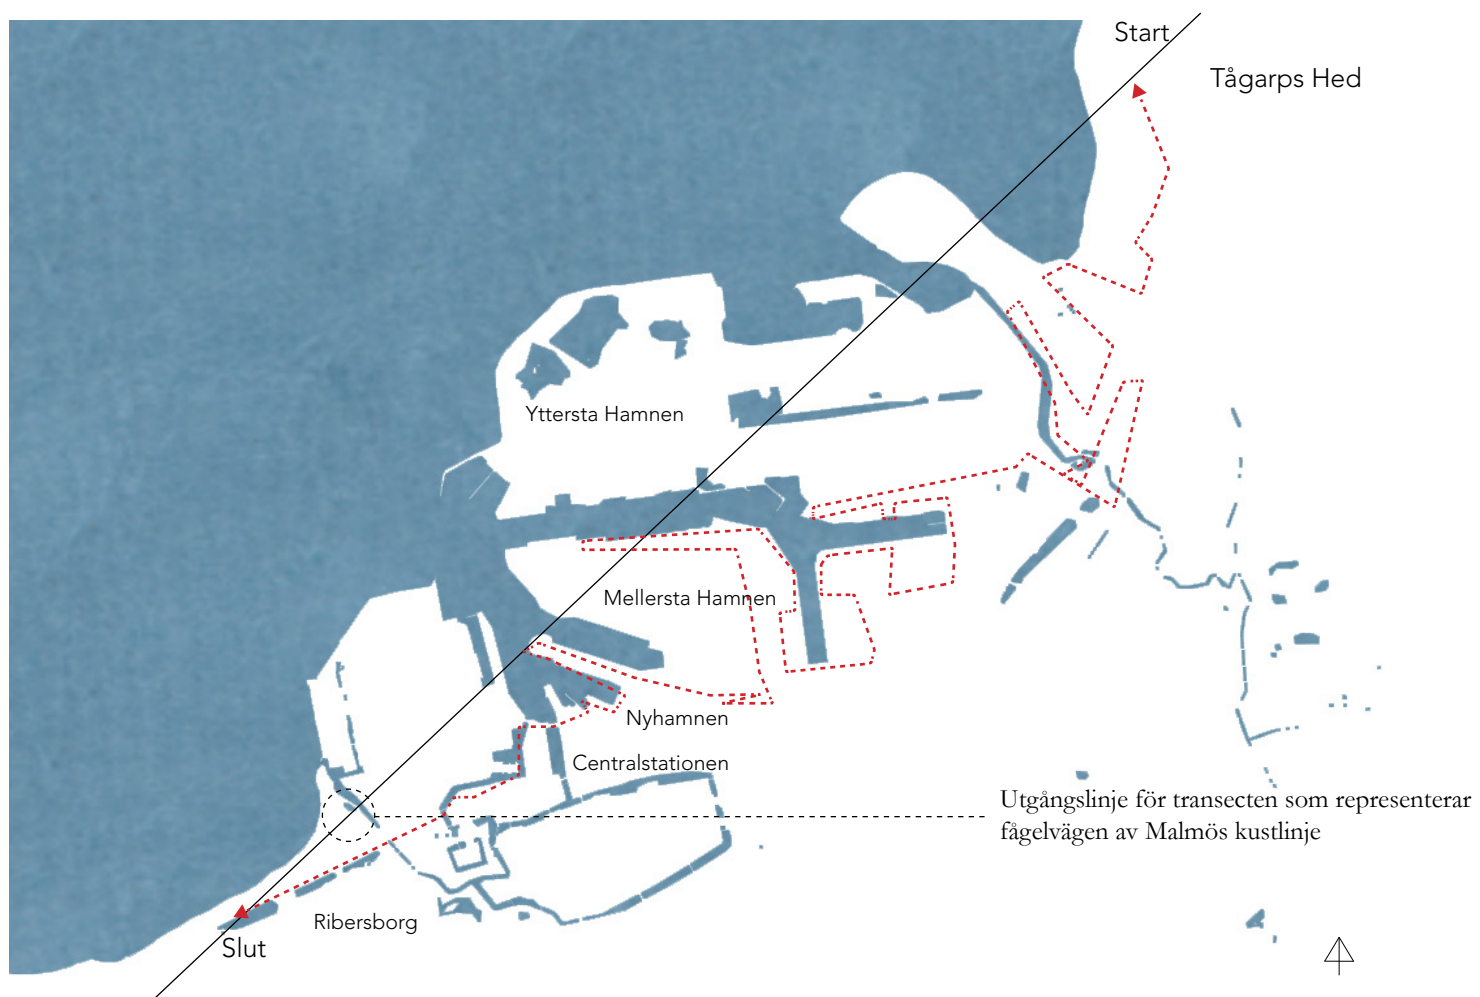 Start
Tågarps Hed
Yttersta Hamnen
Mellersta Hamnen
Nyhamnen
Centralstationen
Utgångslinje för transecten som representerar
fågelvägen av Malmös kustlinje
Ribersborg
Slut